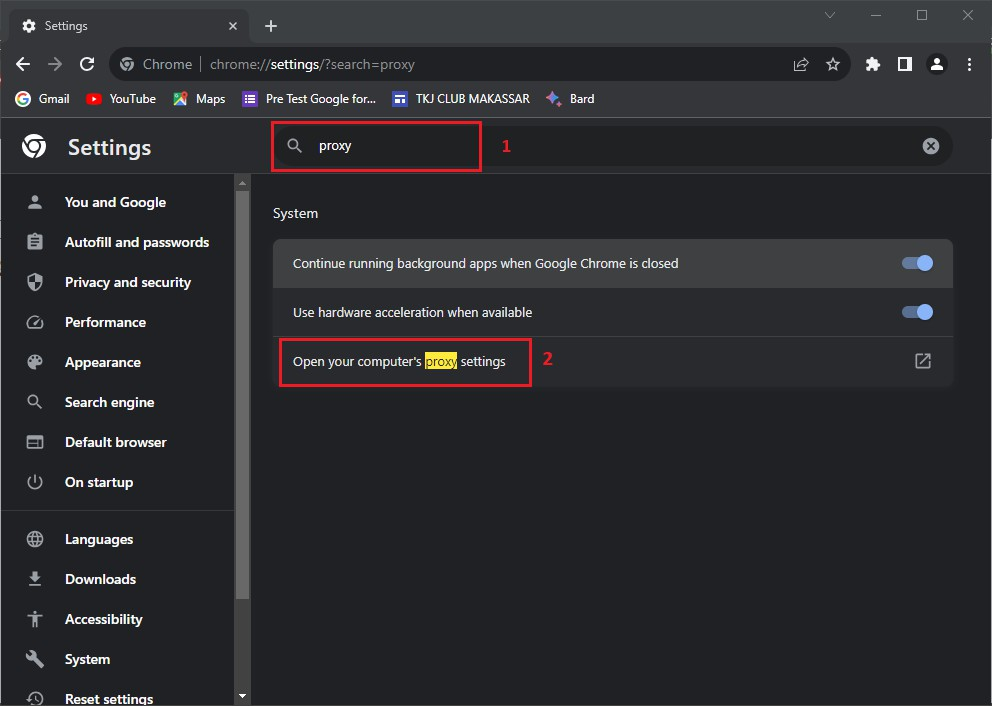 Settings
Chrome
chrome://settings/?search=proxy
Gmail
YouTube
Maps
Pre Test Google for...
TKJ CLUB MAKASSAR
Bard
Settings
proxy
1
You and Google
Autofill and passwords
Privacy and security
Performance
Appearance
Search engine
Default browser
On startup
Languages
Downloads
Accessibility
System
Reset settings
System
Continue running background apps when Google Chrome is closed
Use hardware acceleration when available
Open your computer's proxy settings
2